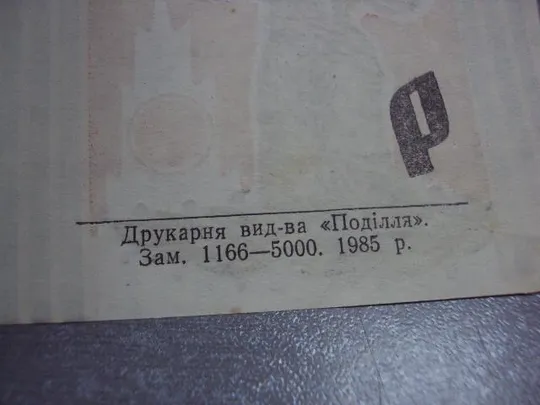 Друкарня вид-ва «Поділля».
Зам. 1166—5000. 1985 р.